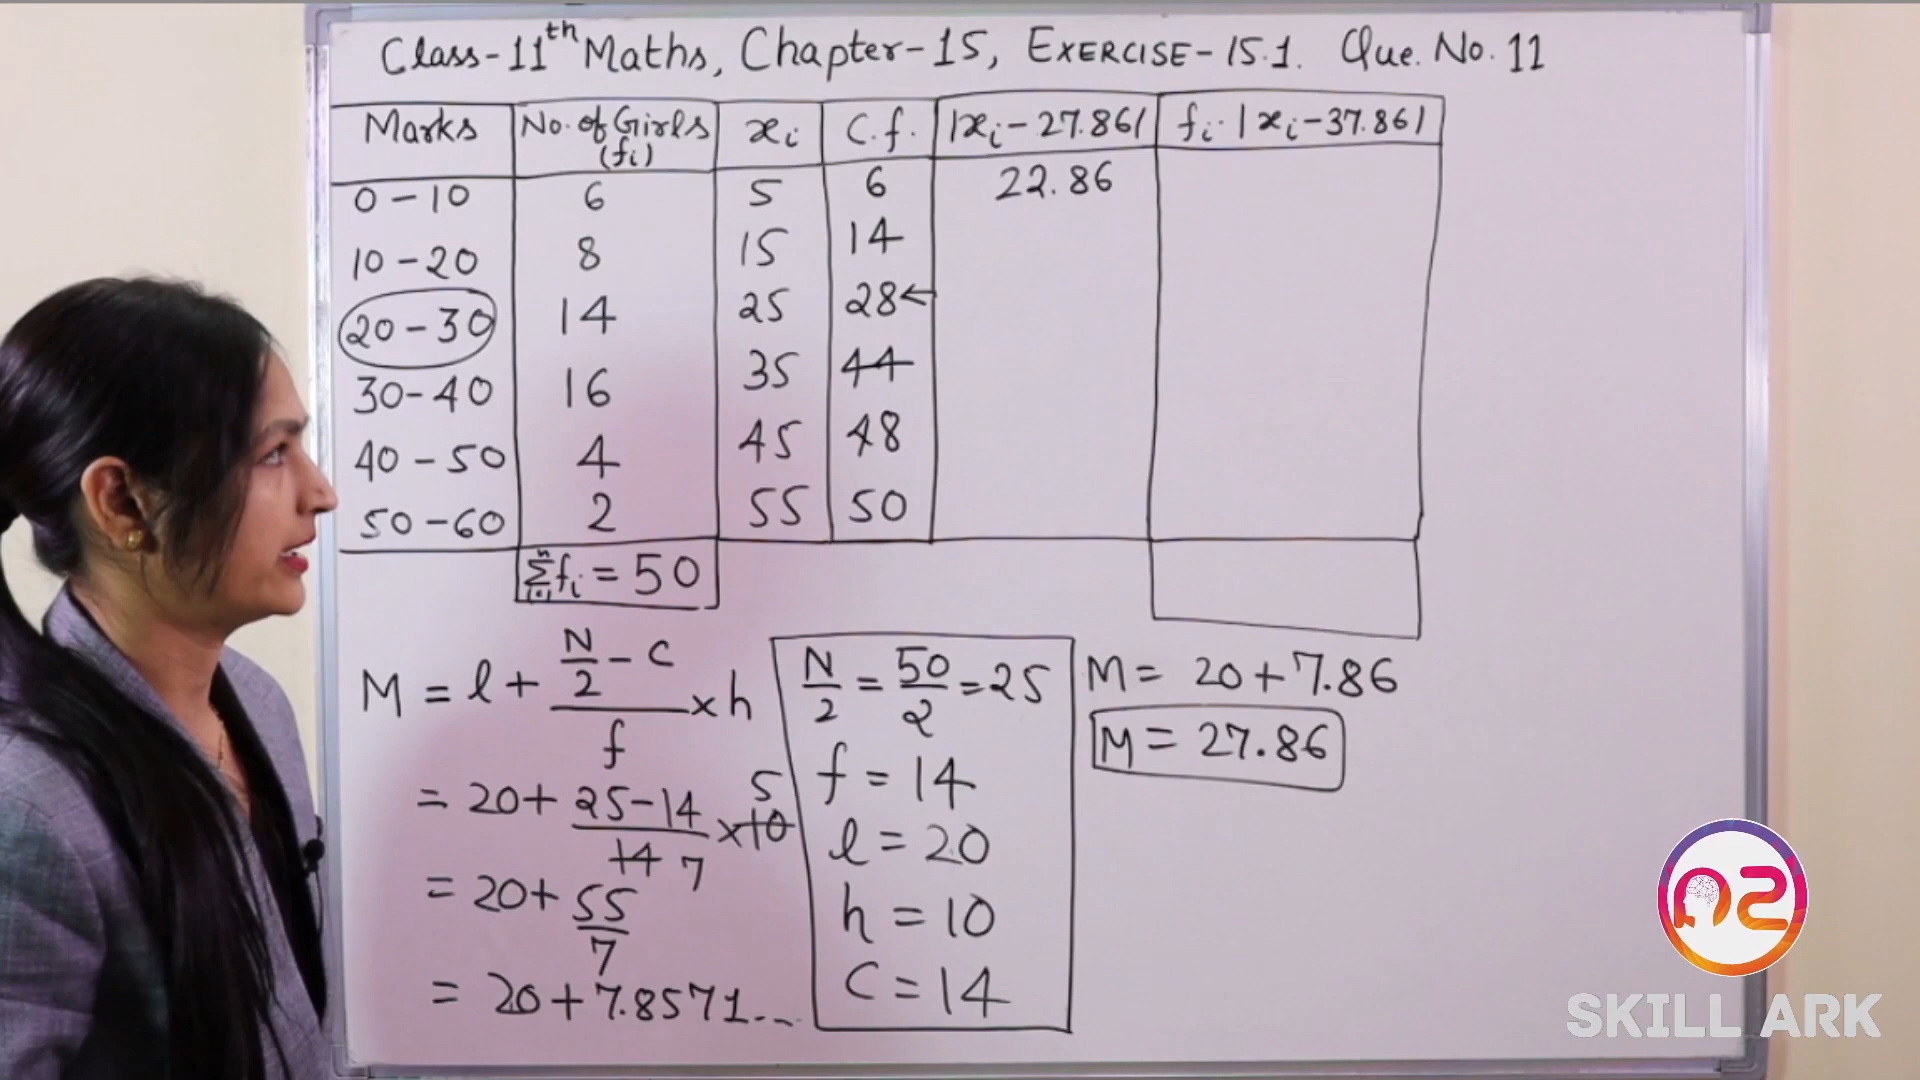 Class-11th Maths, Chapter-15, EXERCISE-15.1. Que. No. 11
Marks No. of Girls (fi) xi C.f. |xi-27.86| fi.|xi-37.86|
0-10 6 5 6 22.86
10-20 8 15 14
20-30 14 25 28←
30-40 16 35 44
40-50 4 45 48
50-60 2 55 50
n∑i=1 fi = 50
M = l + (N/2 - C)/f × h
= 20 + (25-14)/14 7 × 10 5
= 20 + 55/7
= 20 + 7.8571...
N/2 = 50/2 = 25
f = 14
l = 20
h = 10
C = 14
M = 20 + 7.86
M = 27.86
SKILL ARK